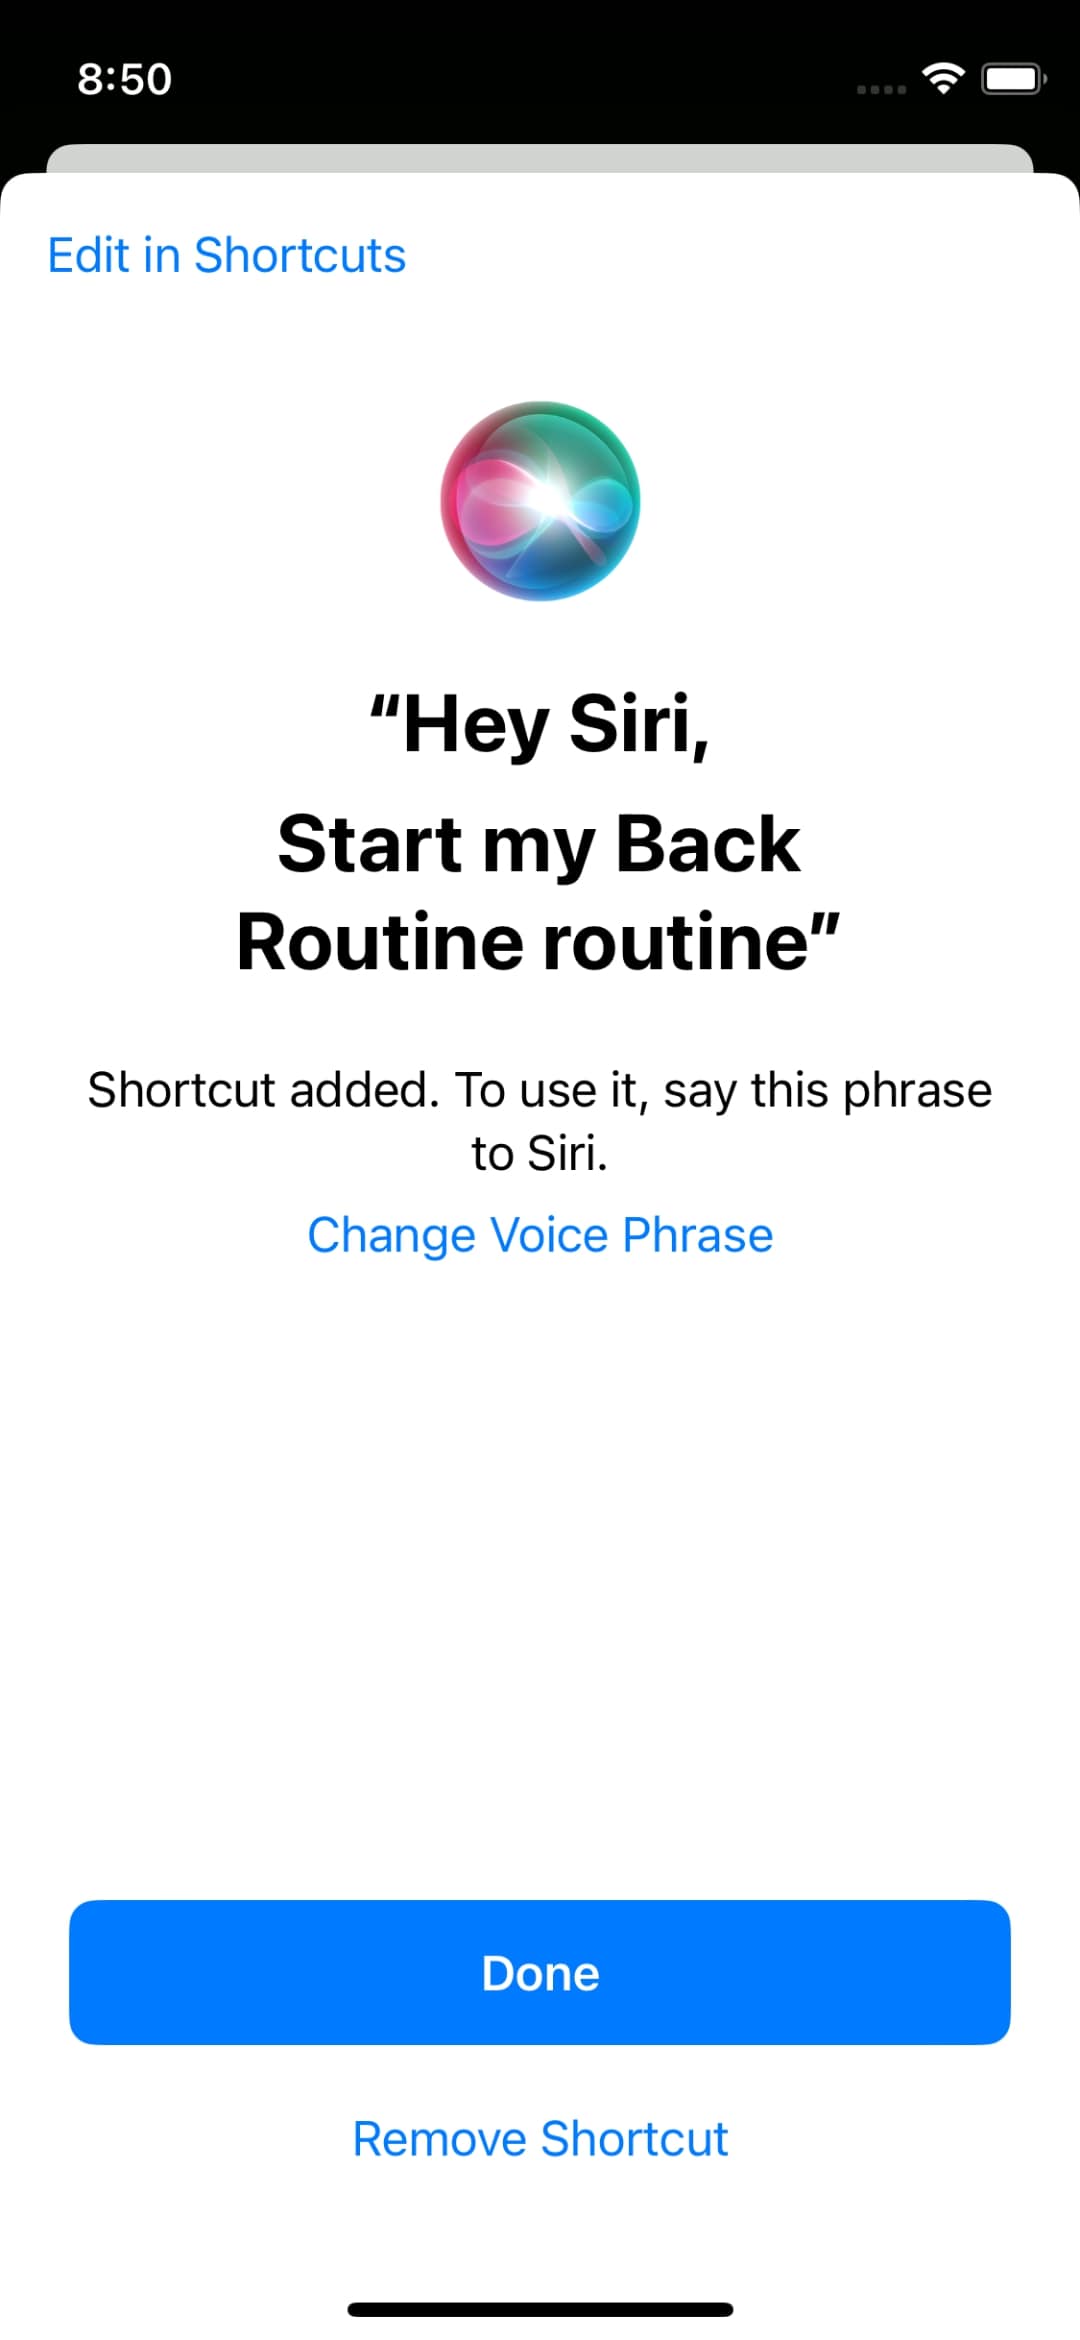 8:50
Edit in Shortcuts
“Hey Siri,
Start my Back
Routine routine”
Shortcut added. To use it, say this phrase
to Siri.
Change Voice Phrase
Done
Remove Shortcut